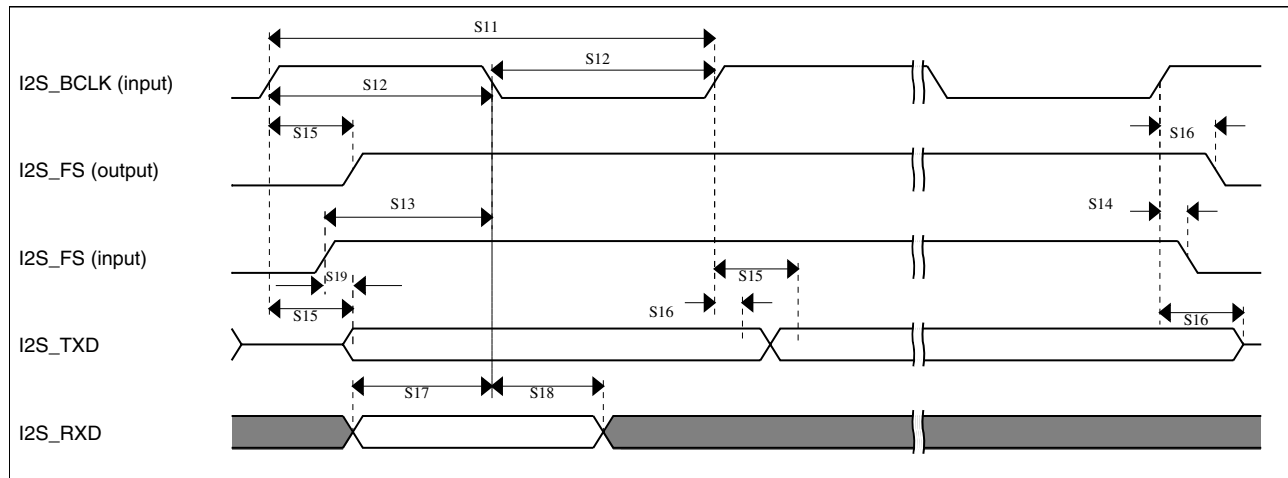 S11
I2S_BCLK (input)
S12
S12
S15
S16
I2S_FS (output)
S13
S14
I2S_FS (input)
S19
S15
S15
S16
S16
I2S_TXD
S17
S18
I2S_RXD